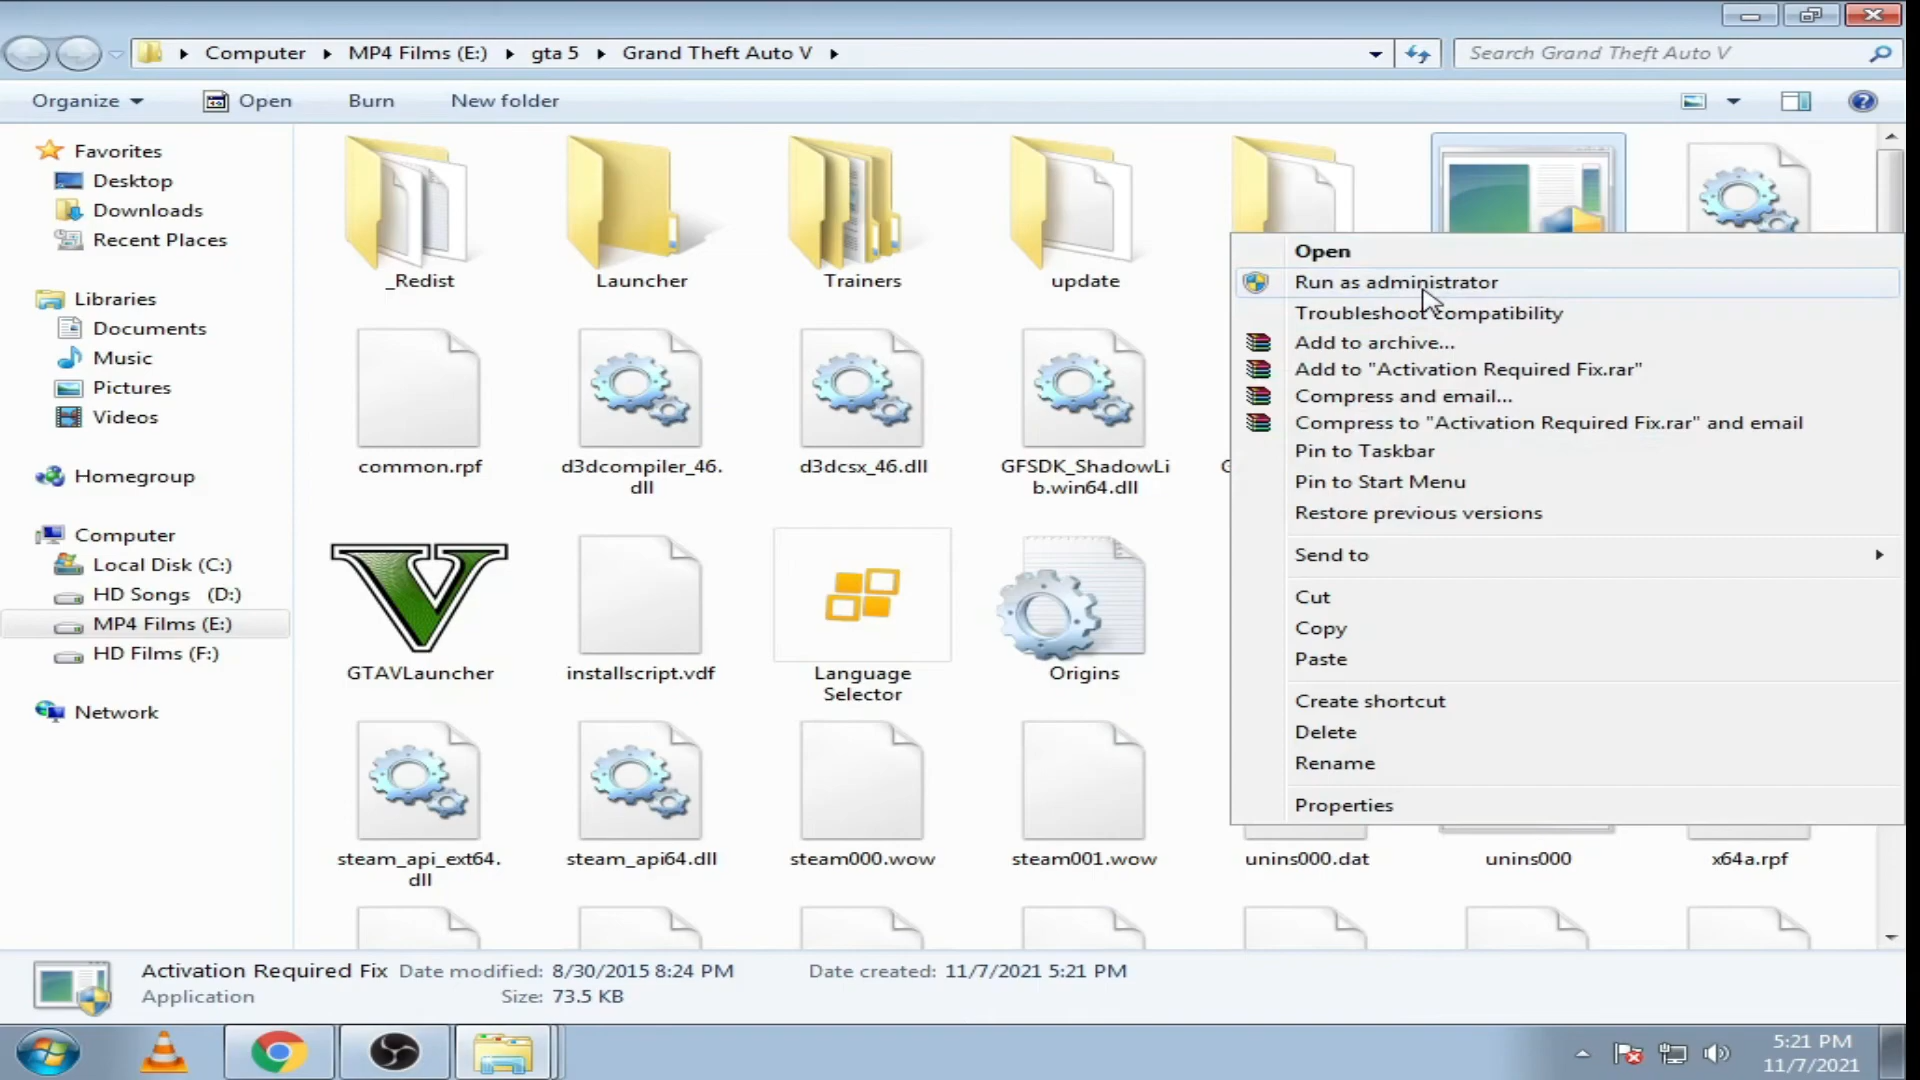 Computer
MP4 Films (E:)
gta 5
Grand Theft Auto V
Search Grand Theft Auto V
Organize
Open
Burn
New folder
Favorites
Desktop
Downloads
Recent Places
Libraries
Documents
Music
Pictures
Videos
Homegroup
Computer
Local Disk (C:)
HD Songs (D:)
MP4 Films (E:)
HD Films (F:)
Network
_Redist
Launcher
Trainers
update
common.rpf
d3dcompiler_46.
dll
d3dcsx_46.dll
GFSDK_ShadowLi
b.win64.dll
GTAVLauncher
installscript.vdf
Language
Selector
Origins
steam_api_ext64.
dll
steam_api64.dll
steam000.wow
steam001.wow
unins000.dat
unins000
x64a.rpf
Open
Run as administrator
Troubleshoot compatibility
Add to archive...
Add to "Activation Required Fix.rar"
Compress and email...
Compress to "Activation Required Fix.rar" and email
Pin to Taskbar
Pin to Start Menu
Restore previous versions
Send to
Cut
Copy
Paste
Create shortcut
Delete
Rename
Properties
Activation Required Fix Date modified: 8/30/2015 8:24 PM Date created: 11/7/2021 5:21 PM
Application Size: 73.5 KB
5:21 PM
11/7/2021